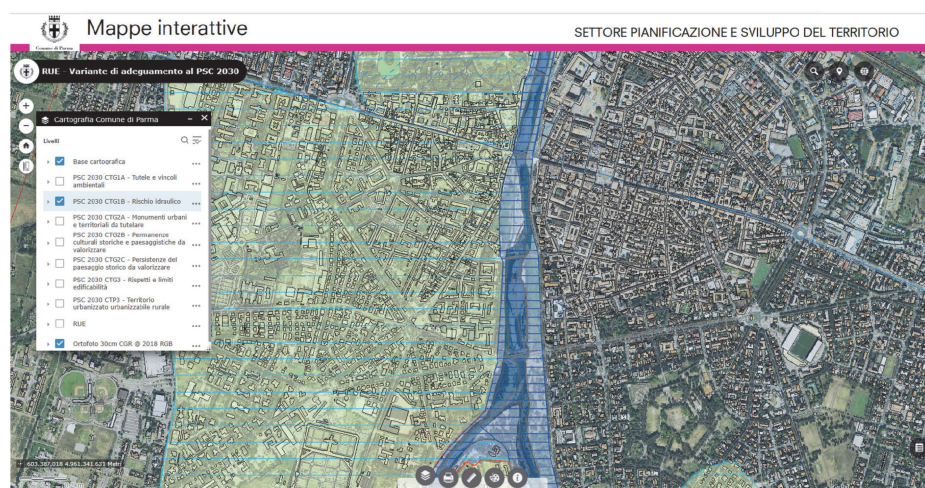 Mappe interattive
Comune di Parma
SETTORE PIANIFICAZIONE E SVILUPPO DEL TERRITORIO
RUE - Variante di adeguamento al PSC 2030
Cartografia Comune di Parma
Livelli
Base cartografica
PSC 2030 CTG1A - Tutele e vincoli
ambientali
PSC 2030 CTG1B - Rischio idraulico
PSC 2030 CTG2A - Monumenti urbani
e territoriali da tutelare
PSC 2030 CTG2B - Permanenze
culturali storiche e paesaggistiche da
valorizzare
PSC 2030 CTG2C - Persistenze del
paesaggio storico da valorizzare
PSC 2030 CTG3 - Rispetti e limiti
edificabilità
PSC 2030 CTP3 - Territorio
urbanizzato urbanizzabile rurale
RUE
Ortofoto 30cm CGR @ 2018 RGB
603.387,018 4.961.341,631 Metri